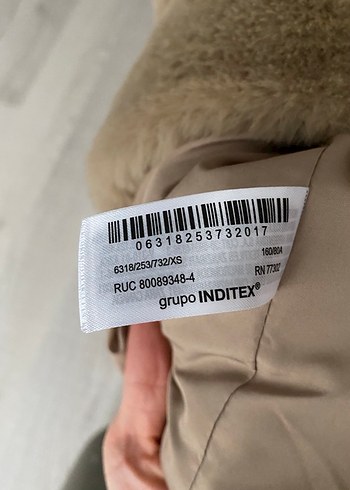 06318253732017
6318/253/732/XS 160/80A
RUC 80089348-4 RN 77302
grupo INDITEX®